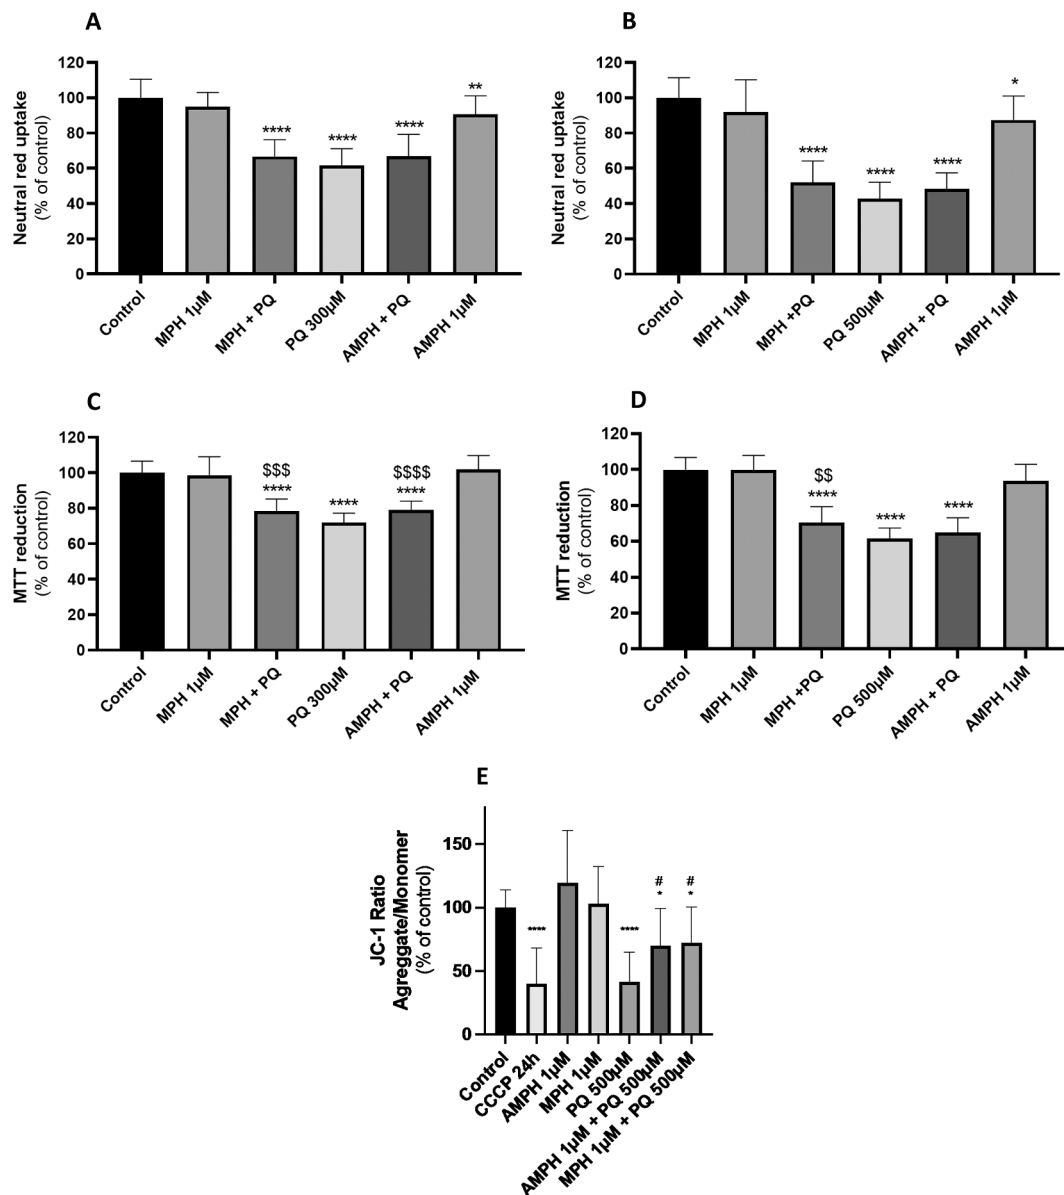 A
Neutral red uptake
(% of control)
120
100
80
60
40
20
0
**** **** **** **
Control
MPH 1µM
MPH + PQ
PQ 300µM
AMPH + PQ
AMPH 1µM
B
Neutral red uptake
(% of control)
120
100
80
60
40
20
0
**** **** **** *
Control
MPH 1µM
MPH +PQ
PQ 500µM
AMPH + PQ
AMPH 1µM
C
MTT reduction
(% of control)
120
100
80
60
40
20
0
$$$ $$$$
**** **** ****
Control
MPH 1µM
MPH + PQ
PQ 300µM
AMPH + PQ
AMPH 1µM
D
MTT reduction
(% of control)
120
100
80
60
40
20
0
$$
**** **** ****
Control
MPH 1µM
MPH +PQ
PQ 500µM
AMPH + PQ
AMPH 1µM
E
JC-1 Ratio
Agreggate/Monomer
(% of control)
150
100
50
0
# #
**** **** * *
Control
CCCP 24h
AMPH 1µM
MPH 1µM
PQ 500µM
AMPH 1µM + PQ 500µM
MPH 1µM + PQ 500µM